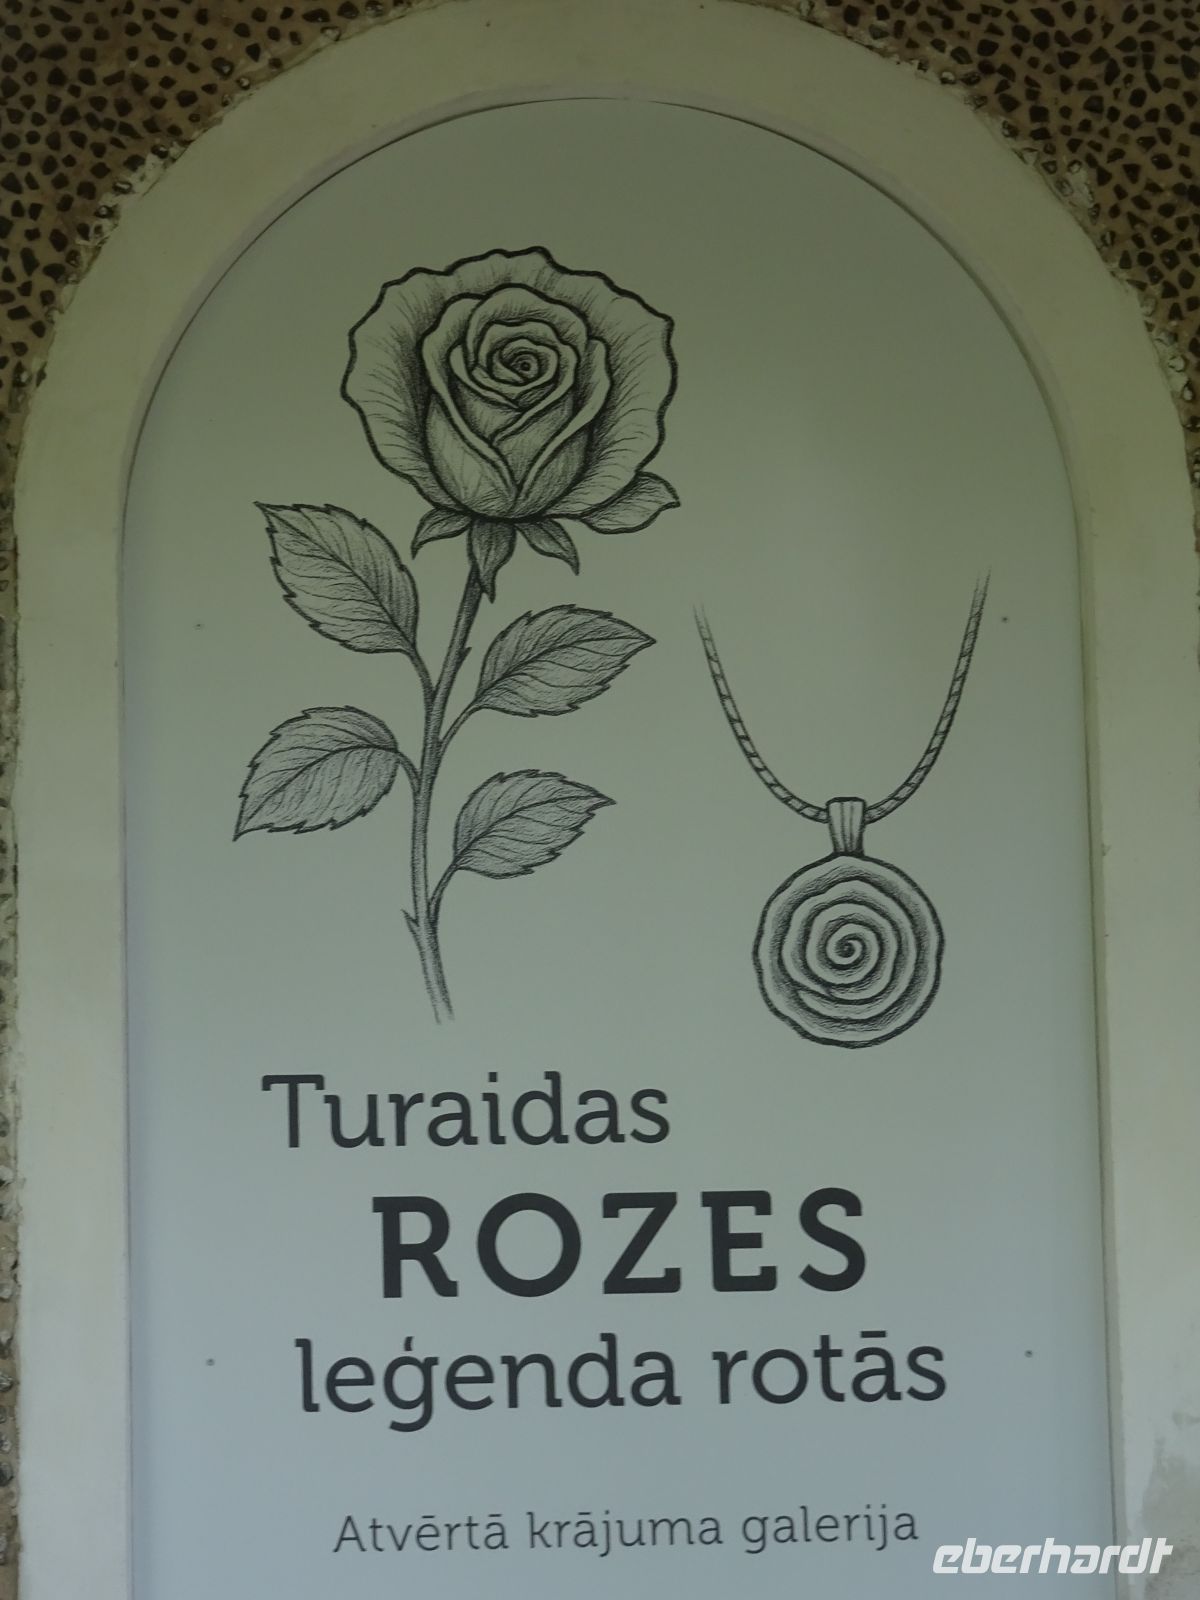 Turaidas
ROZES
leģenda rotās
Atvērtā krājuma galerija
eberhardt